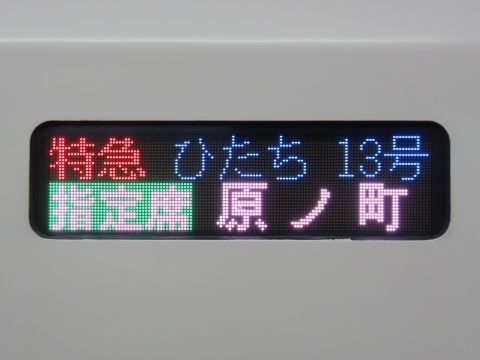 特急 ひたち 13号
指定席 原ノ町